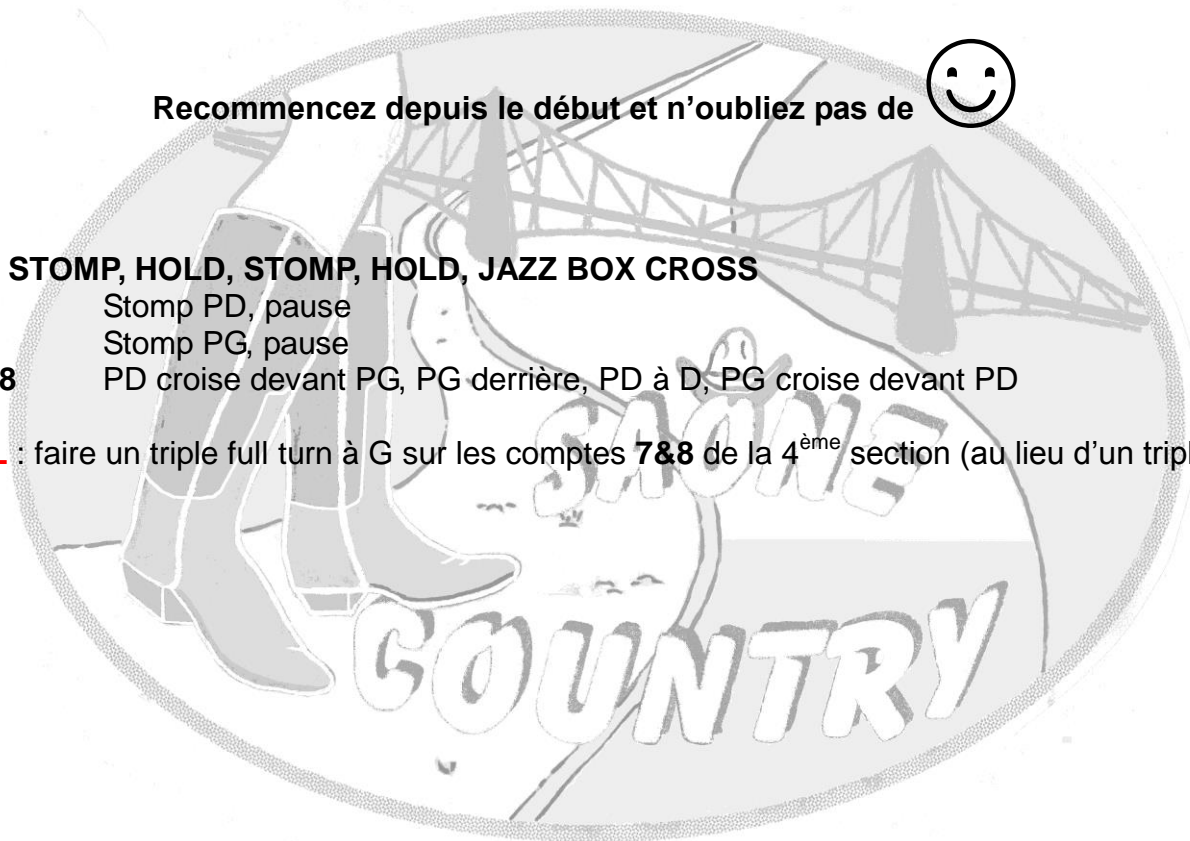 Recommencez depuis le début et n'oubliez pas de
STOMP, HOLD, STOMP, HOLD, JAZZ BOX CROSS
Stomp PD, pause
Stomp PG, pause
8 PD croise devant PG, PG derrière, PD à D, PG croise devant PD
: faire un triple full turn à G sur les comptes 7&8 de la 4ème section (au lieu d'un
SAONE
COUNTRY